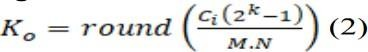 K_o = round ( C_i (2^k − 1) / M.N ) (2)